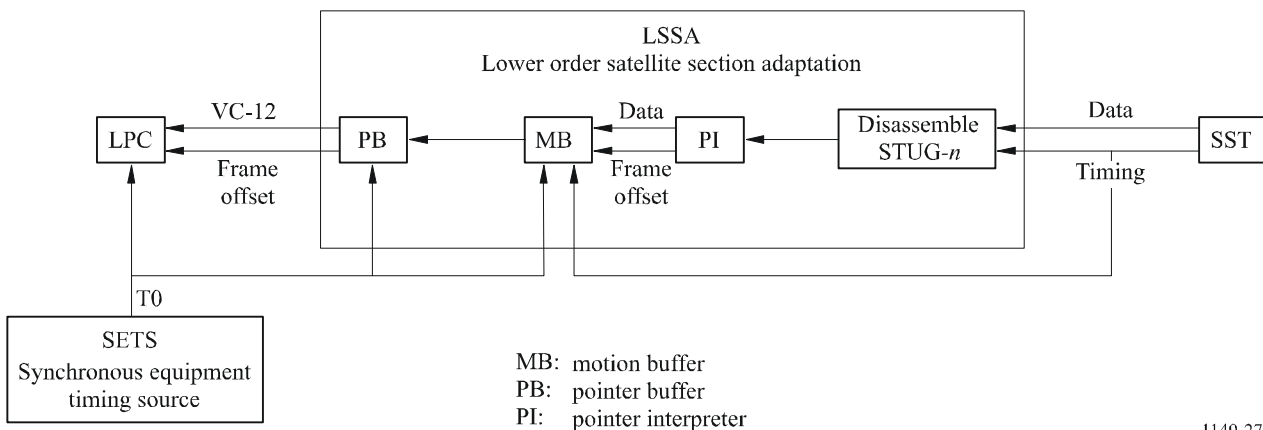 LSSA
Lower order satellite section adaptation
VC-12
Data
Data
LPC
PB
MB
PI
Disassemble
STUG-n
SST
Frame
offset
Frame
offset
Timing
T0
SETS
Synchronous equipment
timing source
MB: motion buffer
PB: pointer buffer
PI: pointer interpreter